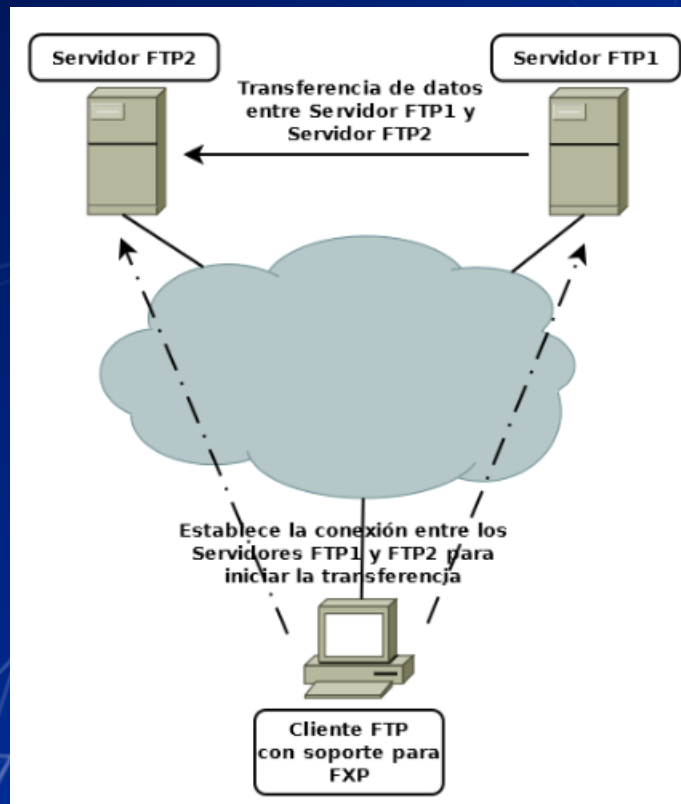 Servidor FTP2
Servidor FTP1
Transferencia de datos
entre Servidor FTP1 y
Servidor FTP2
Establece la conexión entre los
Servidores FTP1 y FTP2 para
iniciar la transferencia
Cliente FTP
con soporte para
FXP